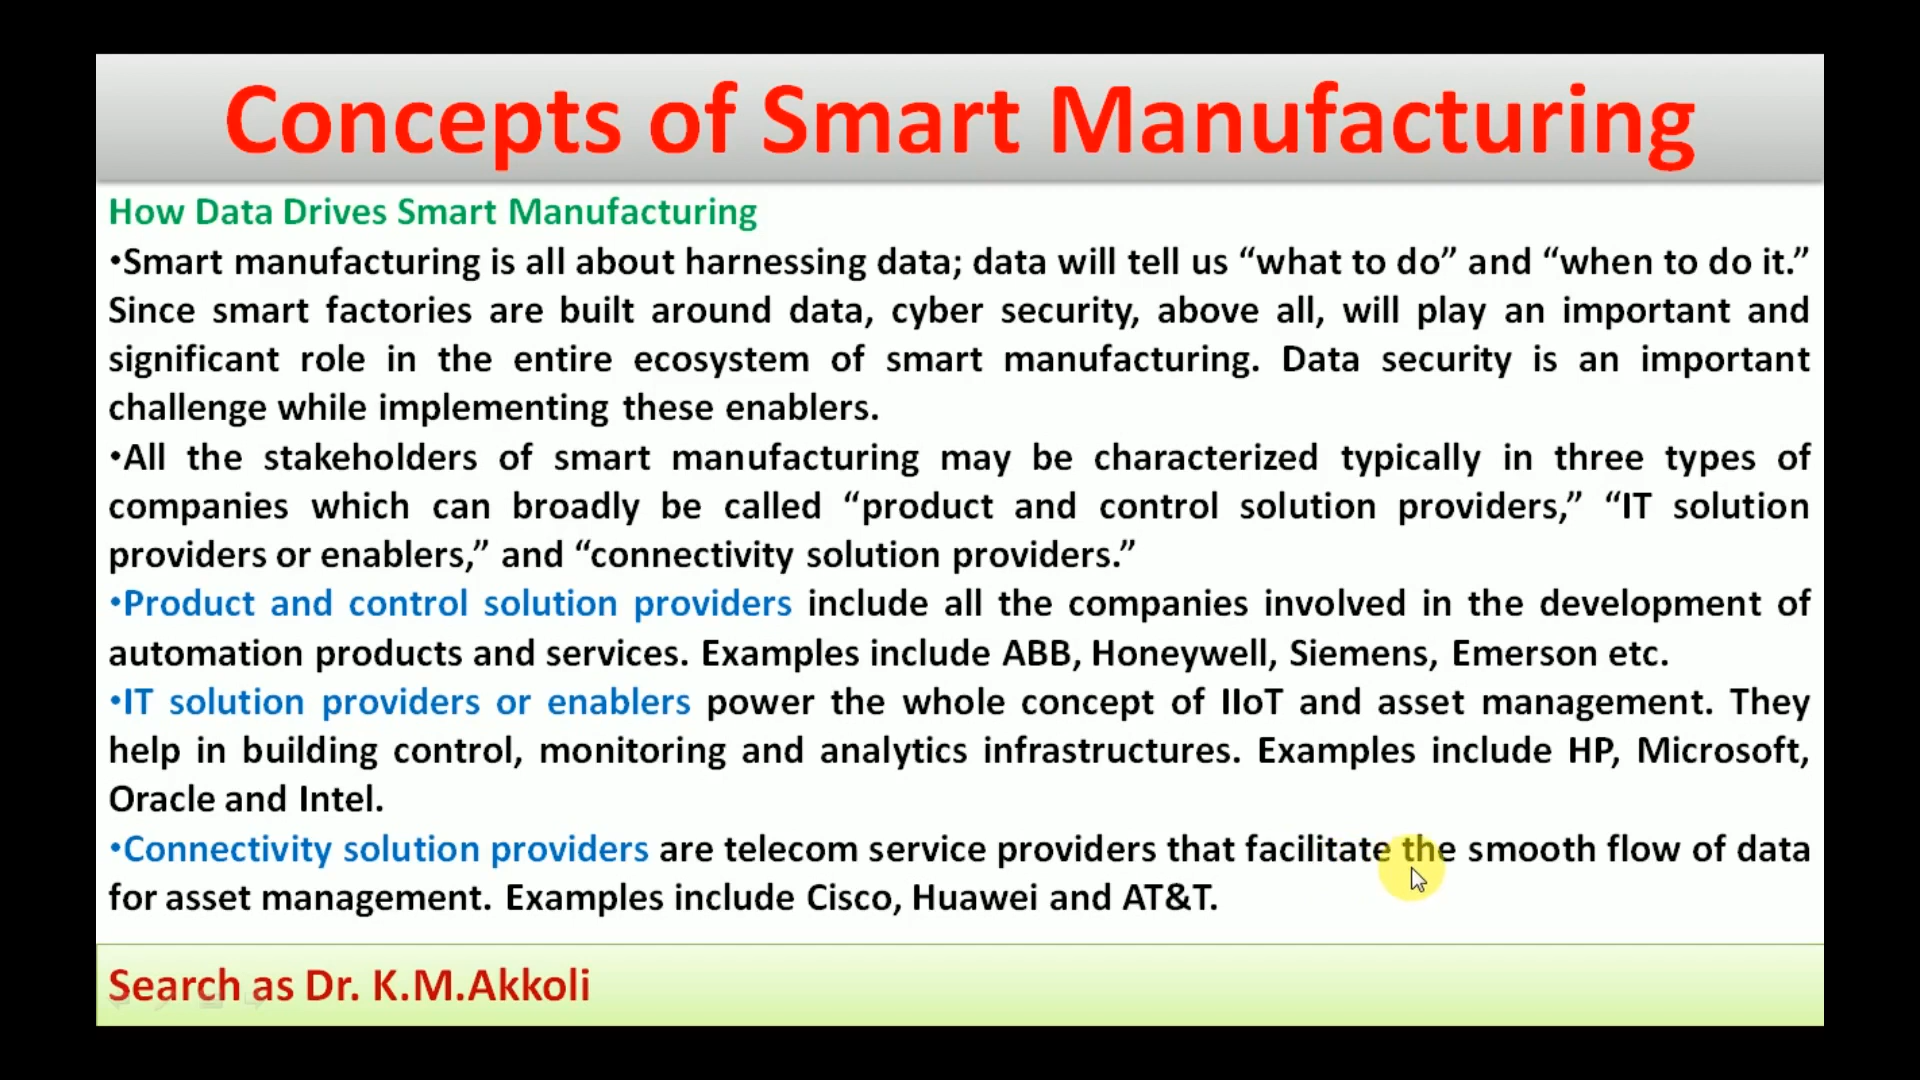 Concepts of Smart Manufacturing
How Data Drives Smart Manufacturing
•Smart manufacturing is all about harnessing data; data will tell us “what to do” and “when to do it.”
Since smart factories are built around data, cyber security, above all, will play an important and
significant role in the entire ecosystem of smart manufacturing. Data security is an important
challenge while implementing these enablers.
•All the stakeholders of smart manufacturing may be characterized typically in three types of
companies which can broadly be called “product and control solution providers,” “IT solution
providers or enablers,” and “connectivity solution providers.”
•Product and control solution providers include all the companies involved in the development of
automation products and services. Examples include ABB, Honeywell, Siemens, Emerson etc.
•IT solution providers or enablers power the whole concept of IIoT and asset management. They
help in building control, monitoring and analytics infrastructures. Examples include HP, Microsoft,
Oracle and Intel.
•Connectivity solution providers are telecom service providers that facilitate the smooth flow of data
for asset management. Examples include Cisco, Huawei and AT&T.
Search as Dr. K.M.Akkoli